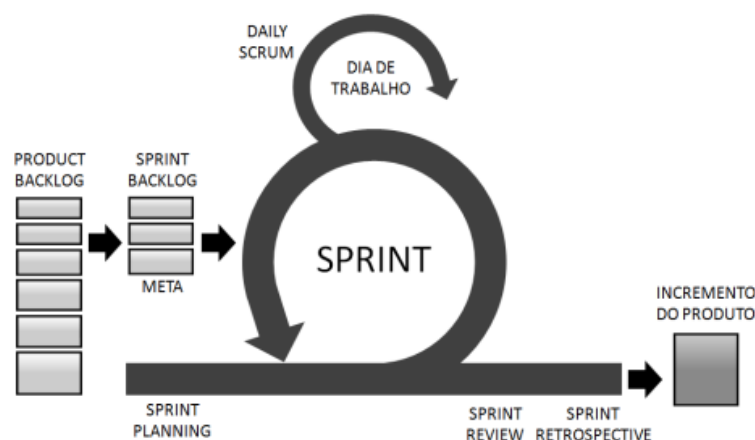 DAILY
SCRUM
DIA DE
TRABALHO
PRODUCT
BACKLOG
SPRINT
BACKLOG
META
SPRINT
INCREMENTO
DO PRODUTO
SPRINT
PLANNING
SPRINT
REVIEW
SPRINT
RETROSPECTIVE